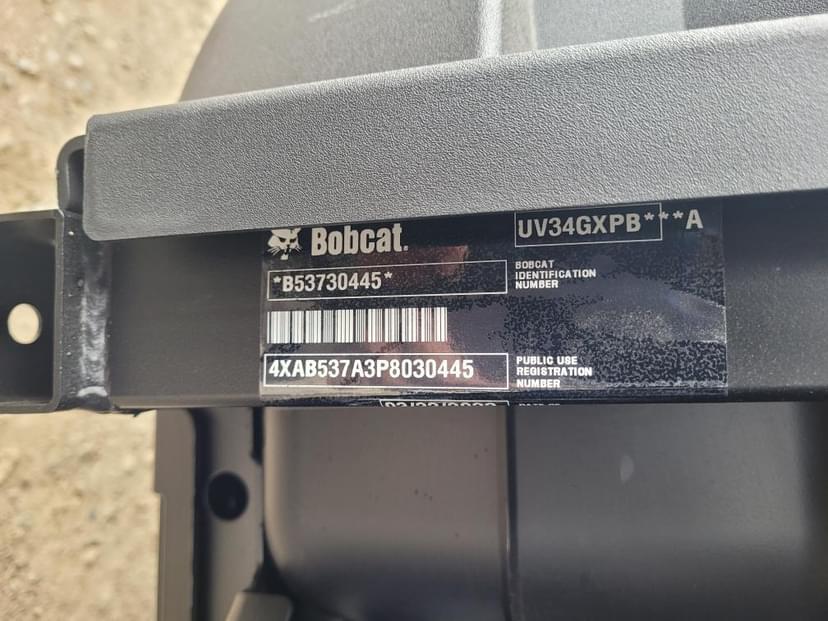 Bobcat.
UV34GXPB***A
*B53730445*
BOBCAT
IDENTIFICATION
NUMBER
4XAB537A3P8030445
PUBLIC USE
REGISTRATION
NUMBER